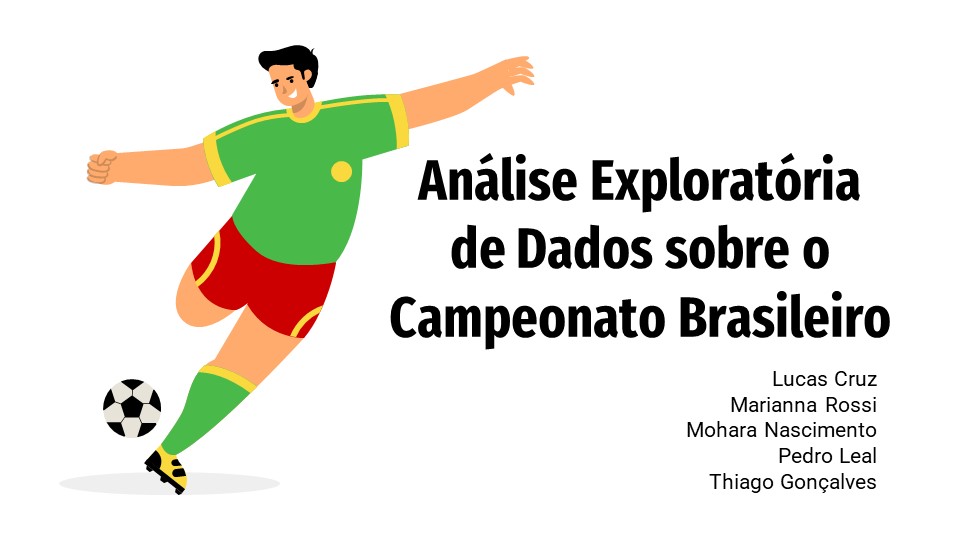 Análise Exploratória
de Dados sobre o
Campeonato Brasileiro
Lucas Cruz
Marianna Rossi
Mohara Nascimento
Pedro Leal
Thiago Gonçalves